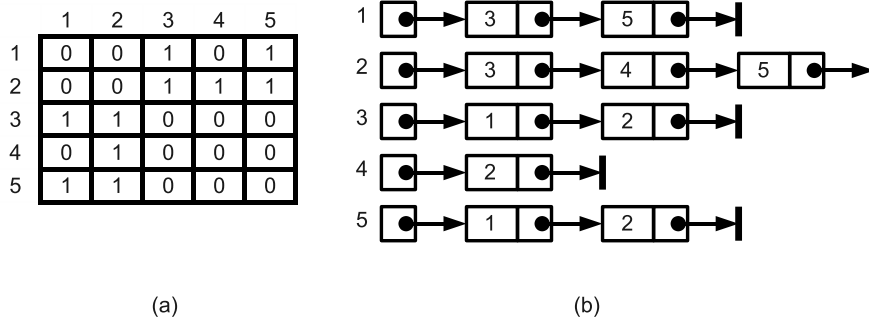 1 2 3 4 5
1 0 0 1 0 1
2 0 0 1 1 1
3 1 1 0 0 0
4 0 1 0 0 0
5 1 1 0 0 0
(a)
1 3 5
2 3 4 5
3 1 2
4 2
5 1 2
(b)